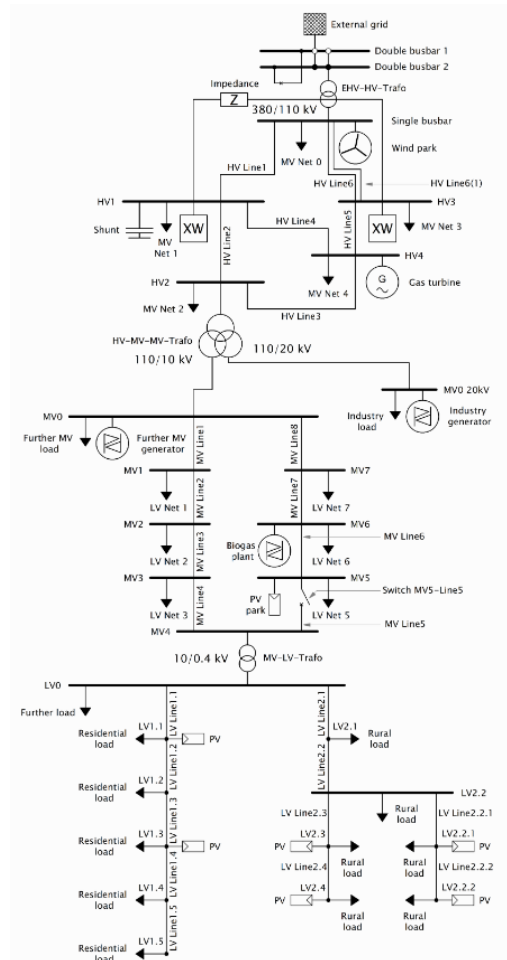 External grid
Double busbar 1
Double busbar 2
Impedance
EHV-HV-Trafo
Z
380/110 kV
Single busbar
MV Net 0
Wind park
HV Line1
HV Line6
HV Line6(1)
HV1
HV3
Shunt
MV
Net 1
XW
HV Line2
HV Line4
HV Line5
XW
MV Net 3
HV4
G
Gas turbine
HV2
MV Net 4
MV Net 2
HV Line3
HV-MV-MV-Trafo
110/10 kV
110/20 kV
MV0 20kV
Industry
load
Industry
generator
MV0
Further MV
load
Further MV
generator
MV Line1
MV Line8
MV1
MV7
LV Net 1
MV Line2
MV Line7
LV Net 7
MV2
MV6
LV Net 2
MV Line3
Biogas
plant
LV Net 6
MV Line6
MV3
MV5
LV Net 3
MV Line4
PV
park
LV Net 5
Switch MV5-Line5
MV4
MV Line5
10/0.4 kV
MV-LV-Trafo
LV0
Further load
LV Line1.1
LV Line2.1
Residential
load
LV1.1
PV
LV2.1
Rural
load
LV Line1.2
LV Line2.2
Residential
load
LV1.2
LV2.2
LV Line1.3
LV Line2.3
Rural
load
LV Line2.2.1
Residential
load
LV1.3
PV
PV
LV2.3
LV2.2.1
LV Line1.4
LV Line2.4
Rural
load
Rural
load
LV Line2.2.2
Residential
load
LV1.4
PV
LV2.4
LV2.2.2
PV
LV Line1.5
Rural
load
Rural
load
Residential
load
LV1.5